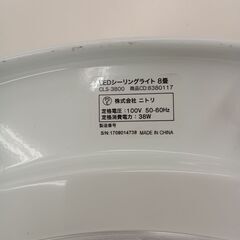 LEDシーリングライト 8畳
CLS-3800 商品CD:8380117
株式会社 ニトリ
定格電圧：100V 50-60Hz
定格消費電力：38W
製造番号
S/N:1708014738 MADE IN CHINA